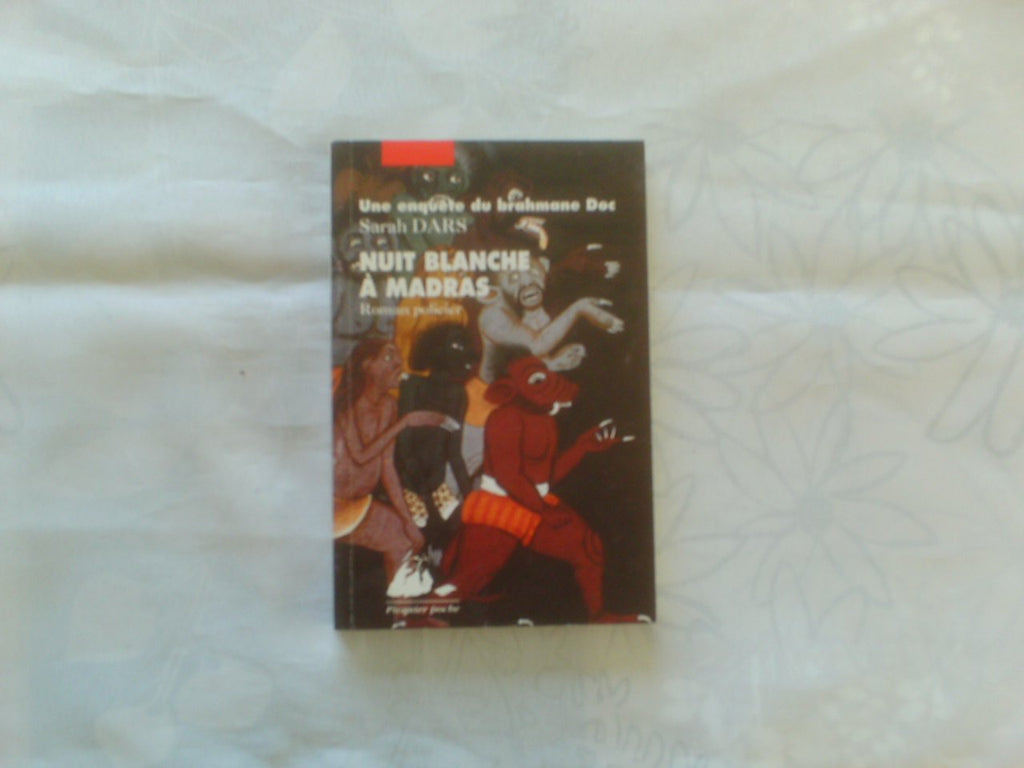 Une enquête du brahmane Doc
Sarah DARS
NUIT BLANCHE
À MADRAS
Roman policier
Picquier poche